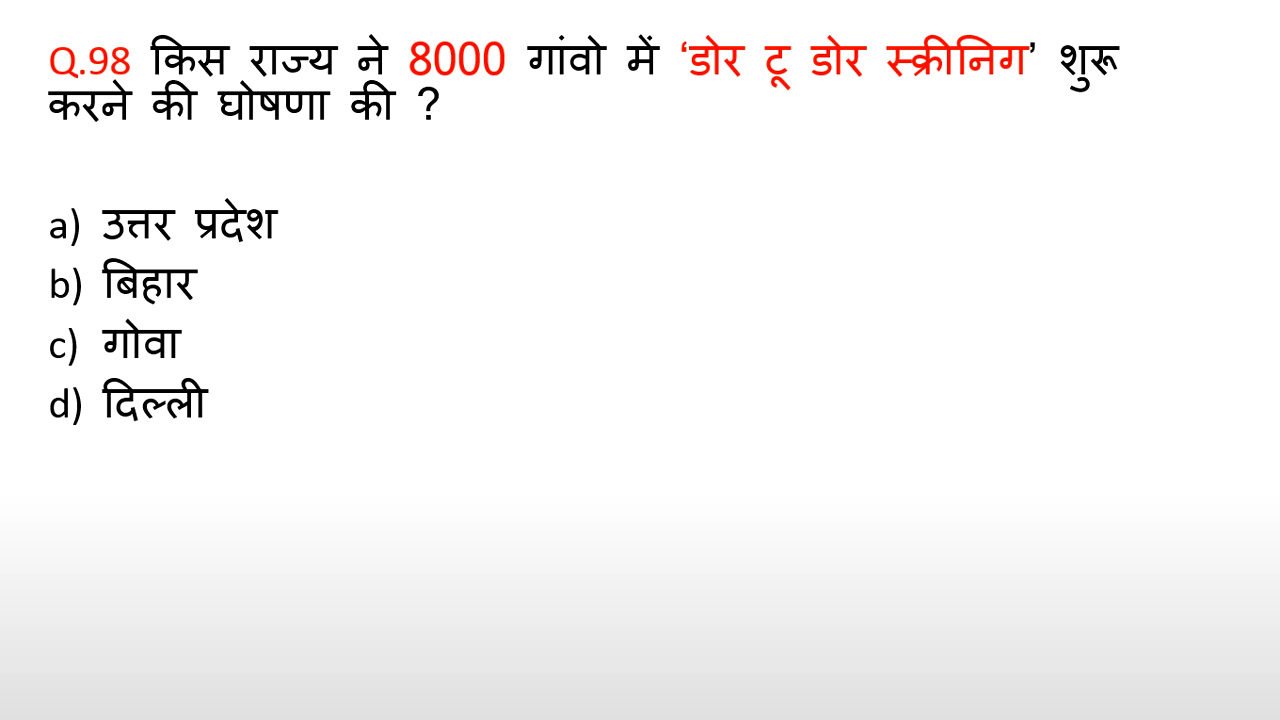 Q.98 किस राज्य ने 8000 गांवो में ‘डोर टू डोर स्क्रीनिग’ शुरू
करने की घोषणा की ?
a) उत्तर प्रदेश
b) बिहार
c) गोवा
d) दिल्ली